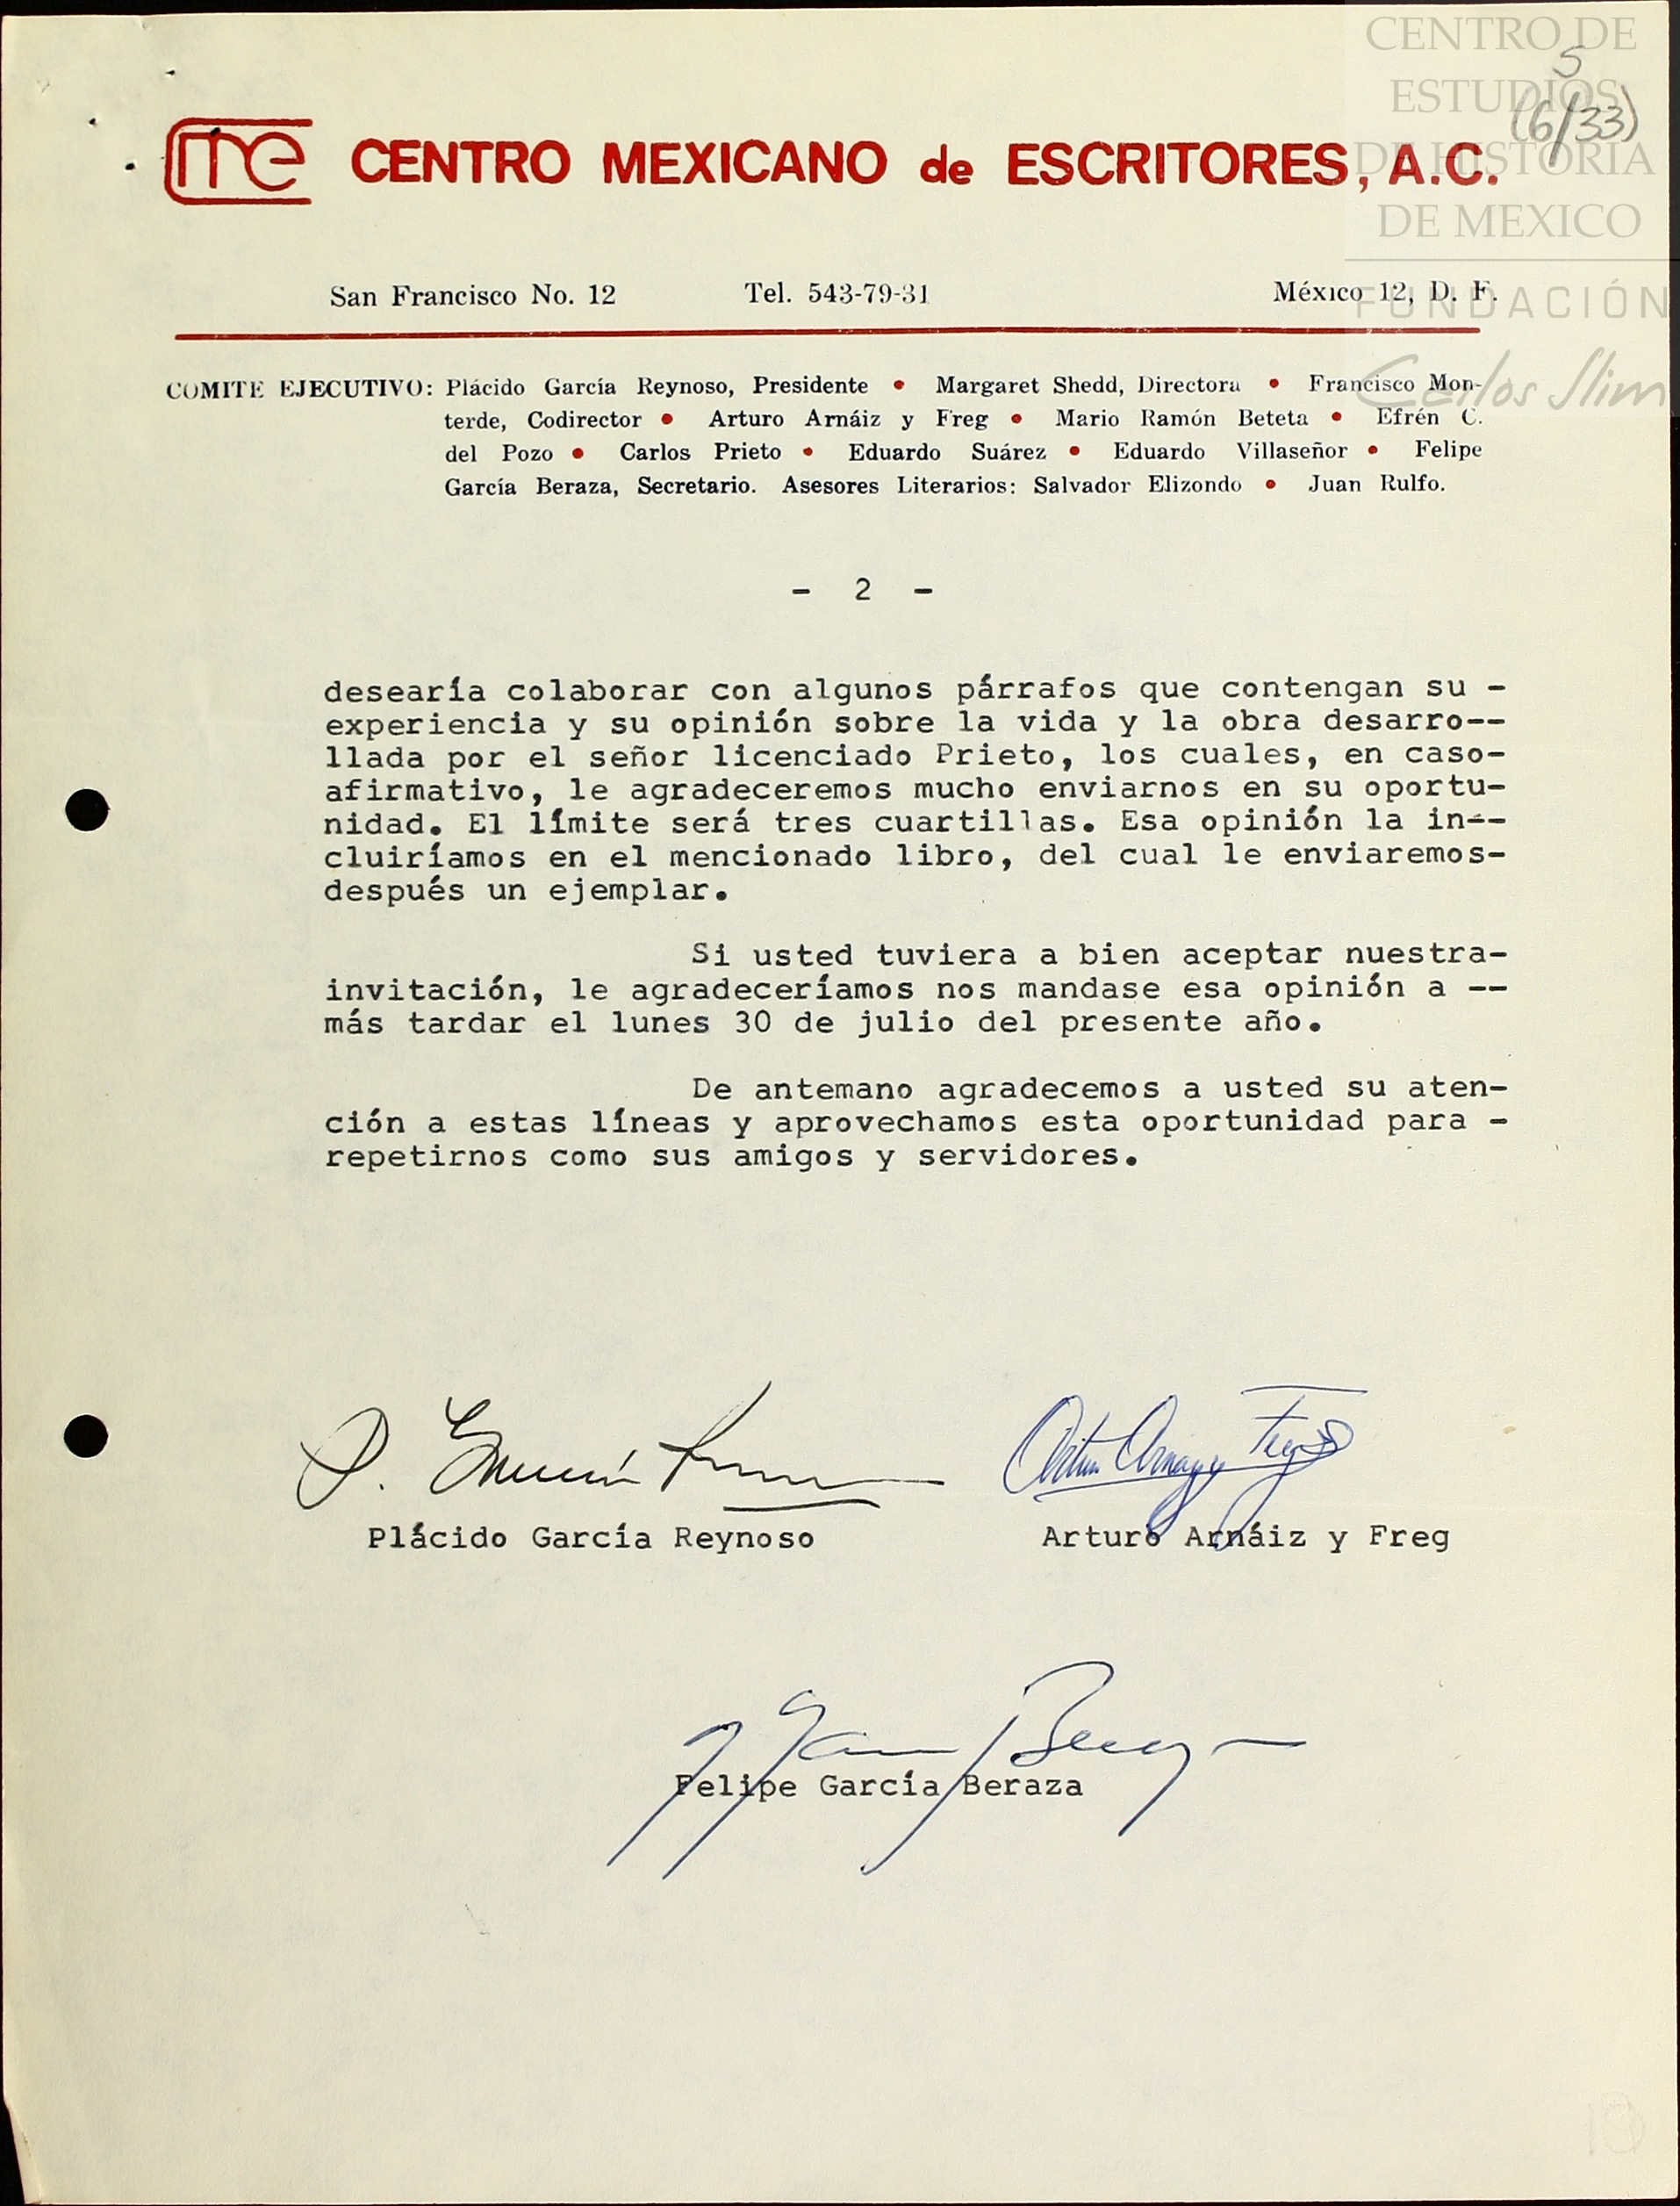 CENTRO DE
ESTUDIOS
DE HISTORIA
DE MEXICO
FUNDACIÓN
Carlos Slim
5
(6/33)
cme CENTRO MEXICANO de ESCRITORES, A.C.
San Francisco No. 12 Tel. 543-79-31 México 12, D. F.
COMITE EJECUTIVO: Plácido García Reynoso, Presidente • Margaret Shedd, Directora • Francisco Mon-
terde, Codirector • Arturo Arnáiz y Freg • Mario Ramón Beteta • Efrén C.
del Pozo • Carlos Prieto • Eduardo Suárez • Eduardo Villaseñor • Felipe
García Beraza, Secretario. Asesores Literarios: Salvador Elizondo • Juan Rulfo.
- 2 -
desearía colaborar con algunos párrafos que contengan su -
experiencia y su opinión sobre la vida y la obra desarro--
llada por el señor licenciado Prieto, los cuales, en caso-
afirmativo, le agradeceremos mucho enviarnos en su oportu-
nidad. El límite será tres cuartillas. Esa opinión la in--
cluiríamos en el mencionado libro, del cual le enviaremos-
después un ejemplar.
Si usted tuviera a bien aceptar nuestra-
invitación, le agradeceríamos nos mandase esa opinión a --
más tardar el lunes 30 de julio del presente año.
De antemano agradecemos a usted su aten-
ción a estas líneas y aprovechamos esta oportunidad para -
repetirnos como sus amigos y servidores.
P. García Reynoso Arturo Arnáiz y Freg
Plácido García Reynoso Arturo Arnáiz y Freg
F García Beraza
Felipe García Beraza